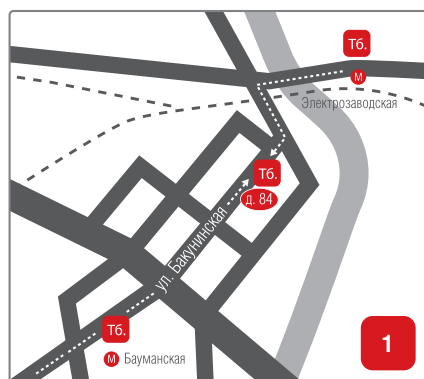 Тб.
М
Электрозаводская
Тб.
д. 84
ул. Бакунинская
Тб.
М Бауманская
1